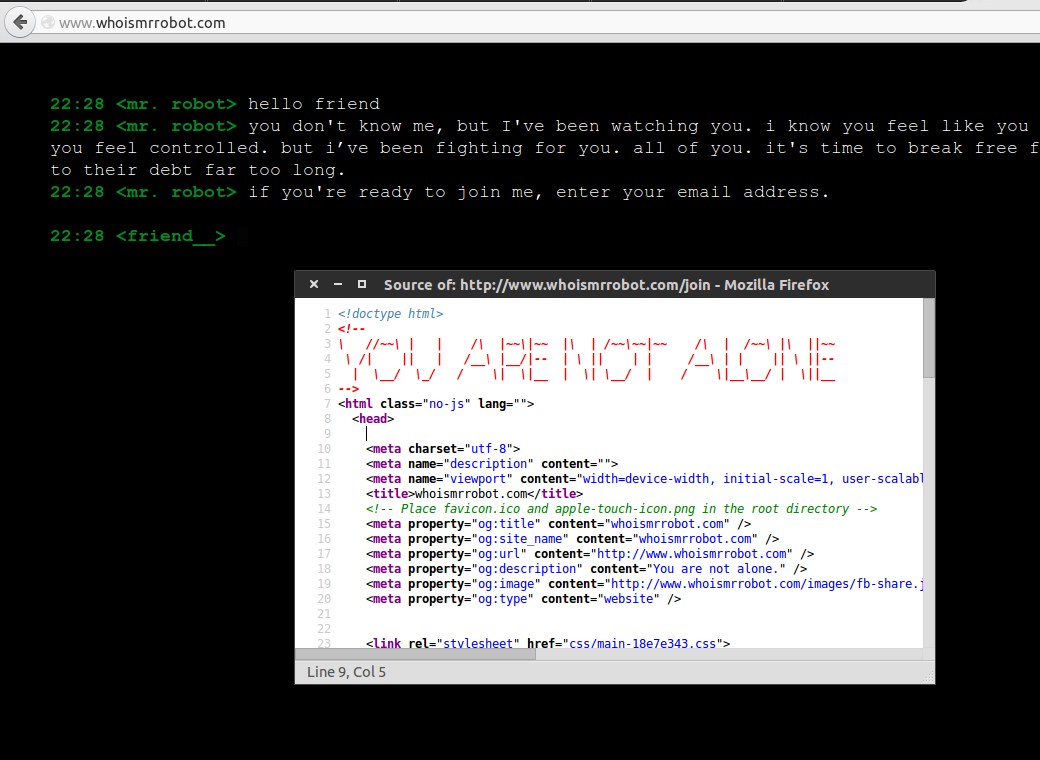 www.whoismrrobot.com
22:28 <mr. robot> hello friend
22:28 <mr. robot> you don't know me, but I've been watching you. i know you feel like you
you feel controlled. but i’ve been fighting for you. all of you. it's time to break free f
to their debt far too long.
22:28 <mr. robot> if you're ready to join me, enter your email address.
22:28 <friend__>
Source of: http://www.whoismrrobot.com/join - Mozilla Firefox
1 <!doctype html>
2 <!--
3 \   //~~\ |   |    /\  |~~\|~~  |\  | /~~\~~|~~    /\  |  /~~\ |\  ||~~
4  \ /|    ||   |   /__\ |__/|--  | \ ||    | |     /__\ | |    || \ ||--
5   |  \__/  \_/   /    \|  \|__  |  \| \__/  |    /    \|__\__/ |  \||__
6 -->
7 <html class="no-js" lang="">
8   <head>
9
10     <meta charset="utf-8">
11     <meta name="description" content="">
12     <meta name="viewport" content="width=device-width, initial-scale=1, user-scalabl
13     <title>whoismrrobot.com</title>
14     <!-- Place favicon.ico and apple-touch-icon.png in the root directory -->
15     <meta property="og:title" content="whoismrrobot.com" />
16     <meta property="og:site_name" content="whoismrrobot.com" />
17     <meta property="og:url" content="http://www.whoismrrobot.com" />
18     <meta property="og:description" content="You are not alone." />
19     <meta property="og:image" content="http://www.whoismrrobot.com/images/fb-share.j
20     <meta property="og:type" content="website" />
21
22
23     <link rel="stylesheet" href="css/main-18e7e343.css">
Line 9, Col 5